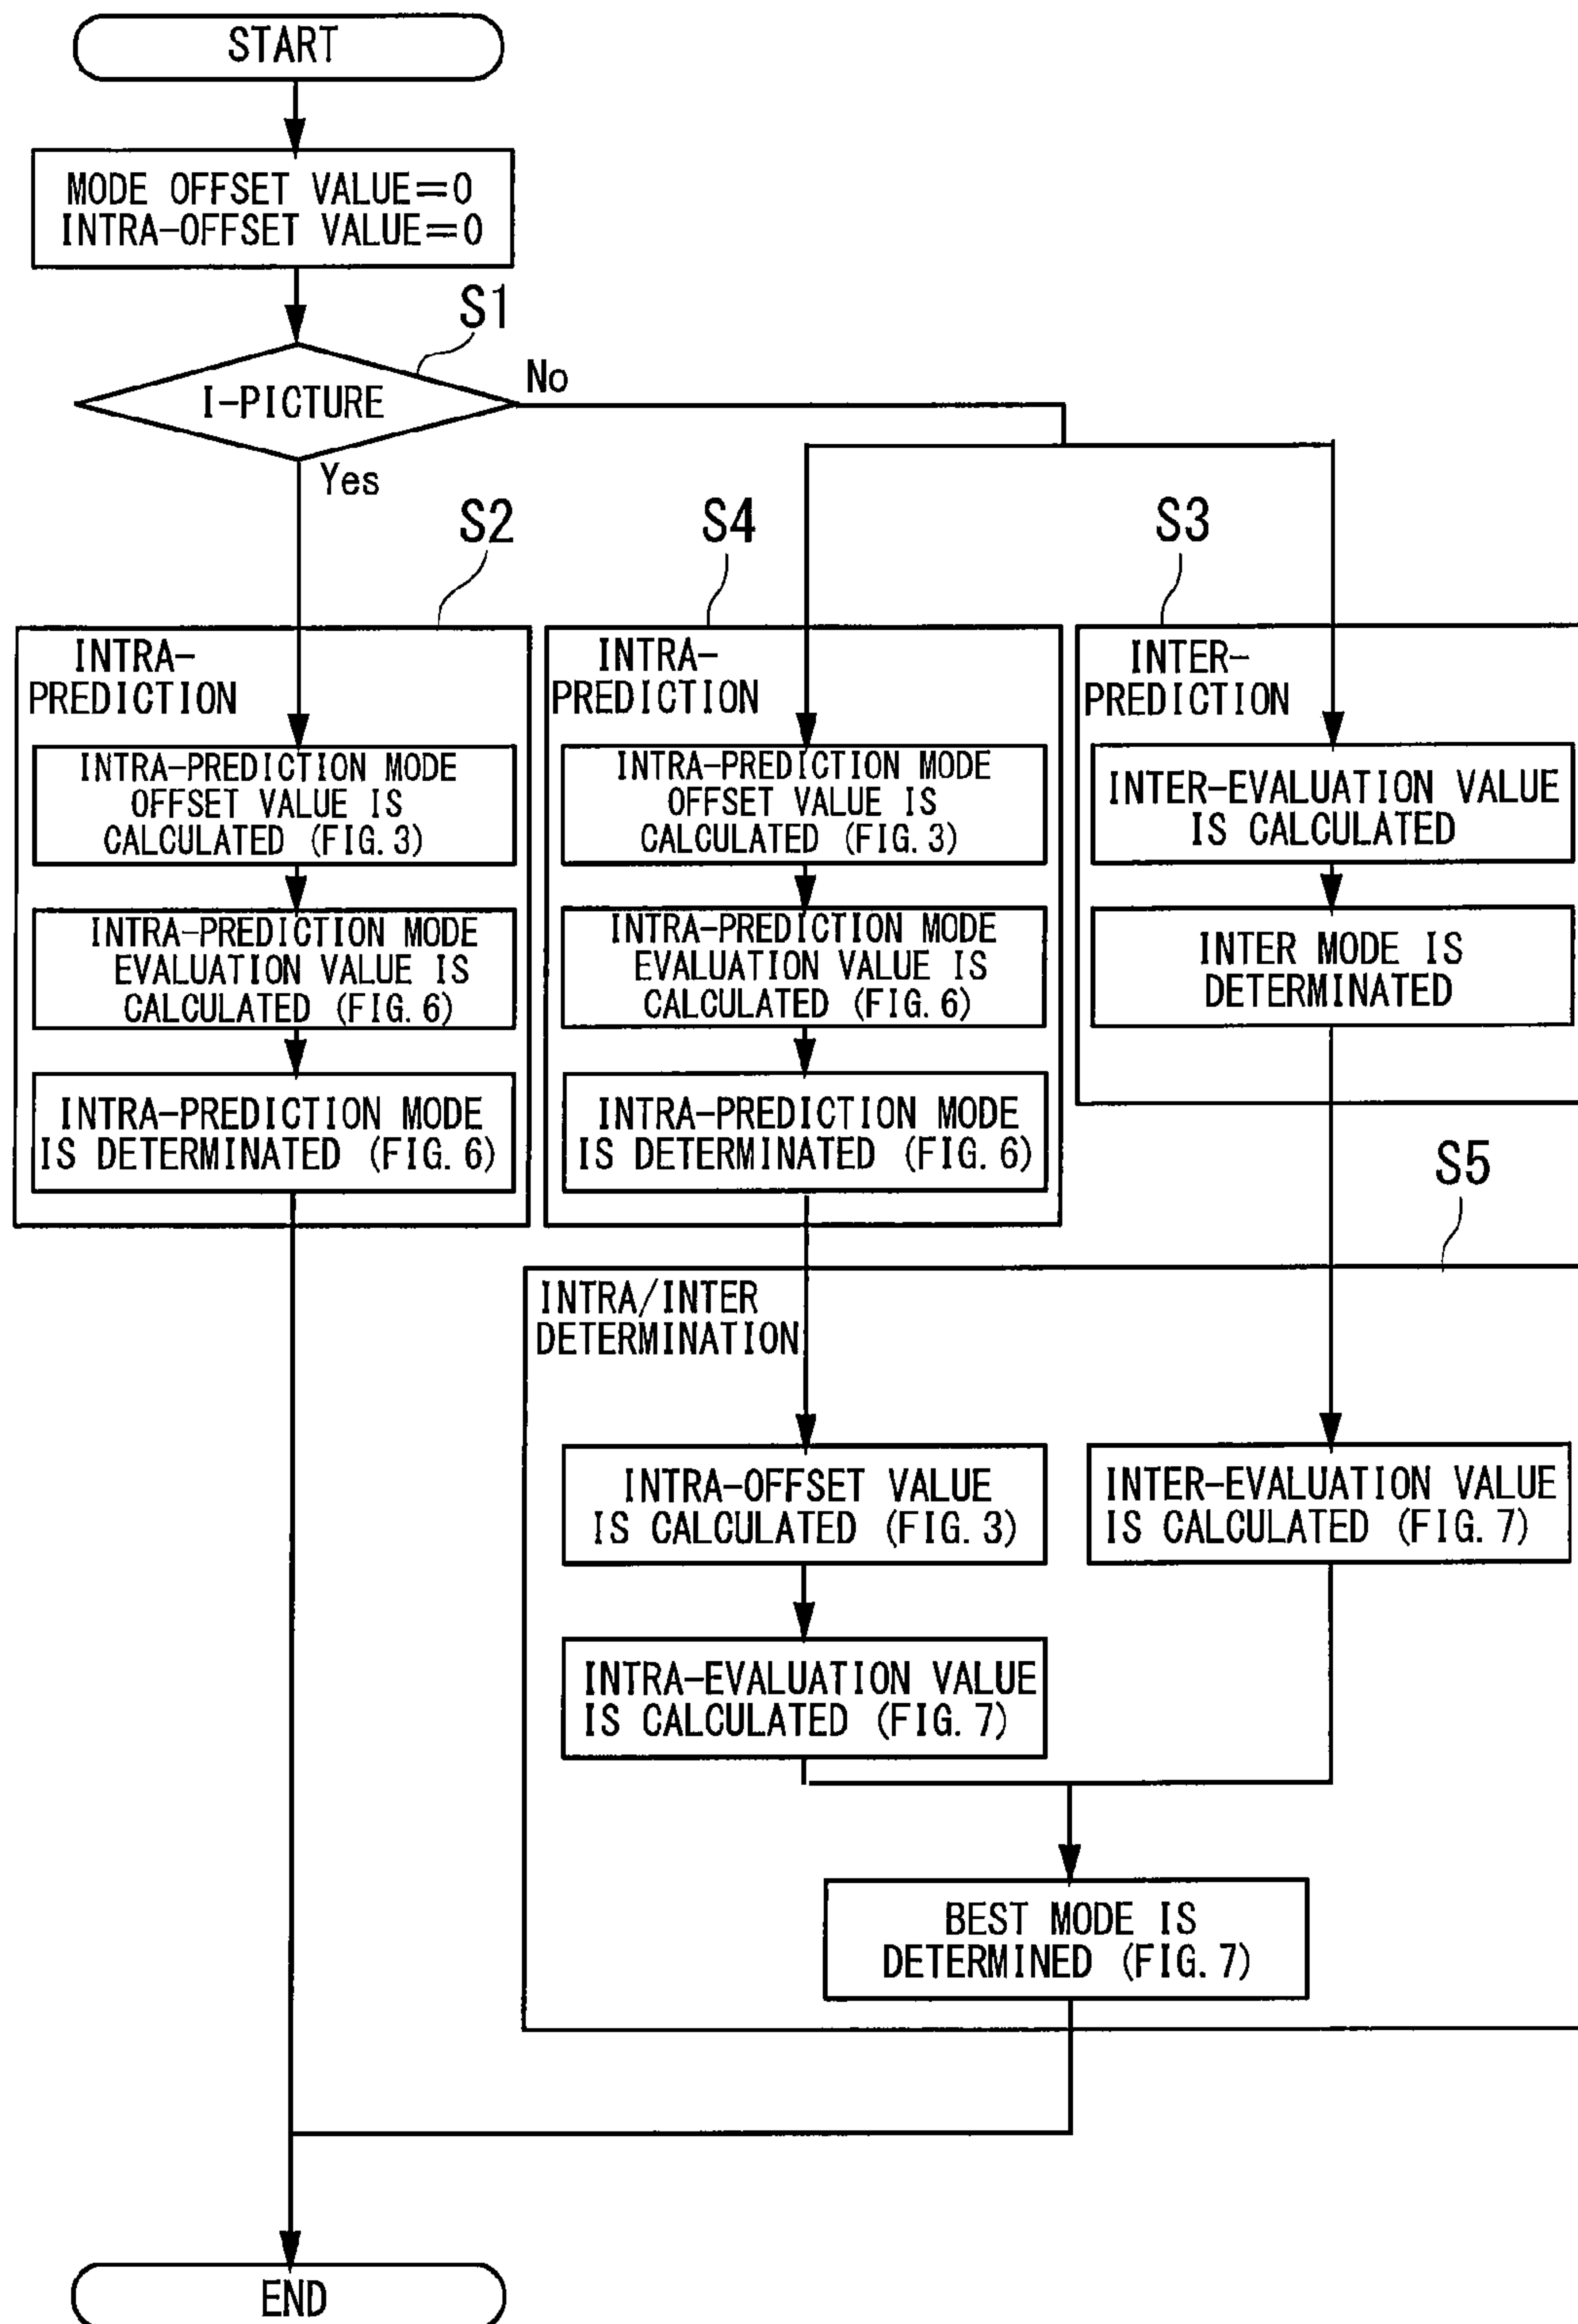 START
MODE OFFSET VALUE=0
INTRA-OFFSET VALUE=0
S1
I-PICTURE
No
Yes
S2
S4
S3
INTRA-
PREDICTION
INTRA-PREDICTION MODE
OFFSET VALUE IS
CALCULATED (FIG. 3)
INTRA-PREDICTION MODE
EVALUATION VALUE IS
CALCULATED (FIG. 6)
INTRA-PREDICTION MODE
IS DETERMINATED (FIG. 6)
INTRA-
PREDICTION
INTRA-PREDICTION MODE
OFFSET VALUE IS
CALCULATED (FIG. 3)
INTRA-PREDICTION MODE
EVALUATION VALUE IS
CALCULATED (FIG. 6)
INTRA-PREDICTION MODE
IS DETERMINATED (FIG. 6)
INTER-
PREDICTION
INTER-EVALUATION VALUE
IS CALCULATED
INTER MODE IS
DETERMINATED
S5
INTRA/INTER
DETERMINATION
INTRA-OFFSET VALUE
IS CALCULATED (FIG. 3)
INTRA-EVALUATION VALUE
IS CALCULATED (FIG. 7)
INTER-EVALUATION VALUE
IS CALCULATED (FIG. 7)
BEST MODE IS
DETERMINED (FIG. 7)
END